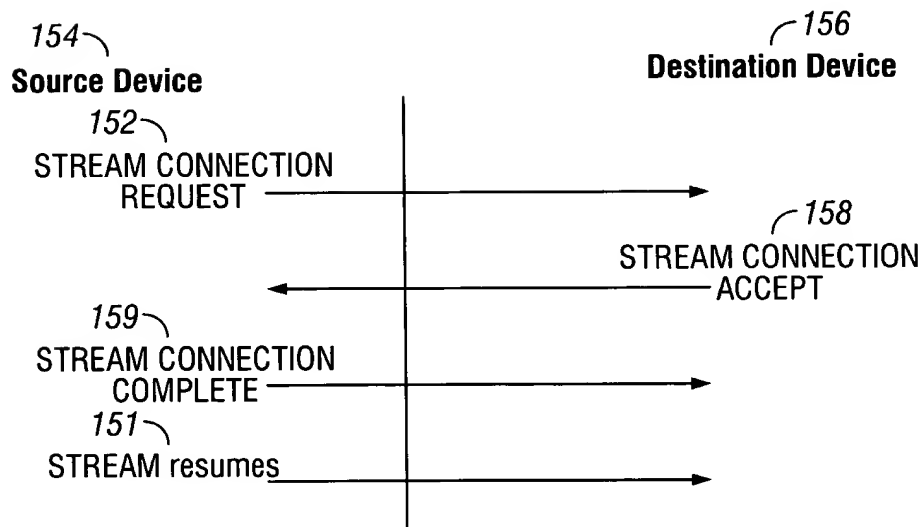 154
Source Device
156
Destination Device
152
STREAM CONNECTION
REQUEST
158
STREAM CONNECTION
ACCEPT
159
STREAM CONNECTION
COMPLETE
151
STREAM resumes